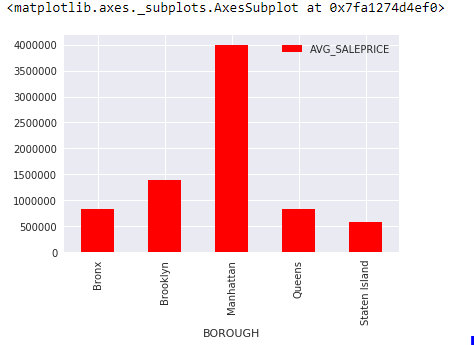 <matplotlib.axes._subplots.AxesSubplot at 0x7fa1274d4ef0>
AVG_SALEPRICE
4000000
3500000
3000000
2500000
2000000
1500000
1000000
500000
0
Bronx
Brooklyn
Manhattan
Queens
Staten Island
BOROUGH